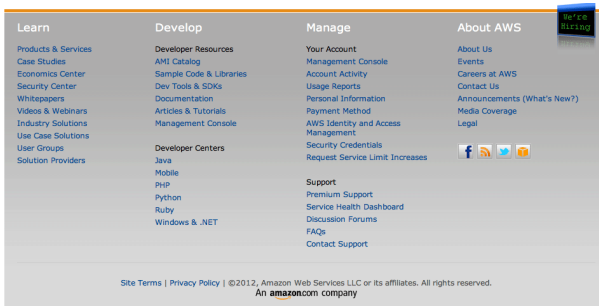 Learn
Products & Services
Case Studies
Economics Center
Security Center
Whitepapers
Videos & Webinars
Industry Solutions
Use Case Solutions
User Groups
Solution Providers
Develop
Developer Resources
AMI Catalog
Sample Code & Libraries
Dev Tools & SDKs
Documentation
Articles & Tutorials
Management Console
Developer Centers
Java
Mobile
PHP
Python
Ruby
Windows & .NET
Manage
Your Account
Management Console
Account Activity
Usage Reports
Personal Information
Payment Method
AWS Identity and Access
Management
Security Credentials
Request Service Limit Increases
Support
Premium Support
Service Health Dashboard
Discussion Forums
FAQs
Contact Support
About AWS
About Us
Events
Careers at AWS
Contact Us
Announcements (What's New?)
Media Coverage
Legal
We're
Hiring
Site Terms | Privacy Policy | ©2012, Amazon Web Services LLC or its affiliates. All rights reserved.
An amazon.com company